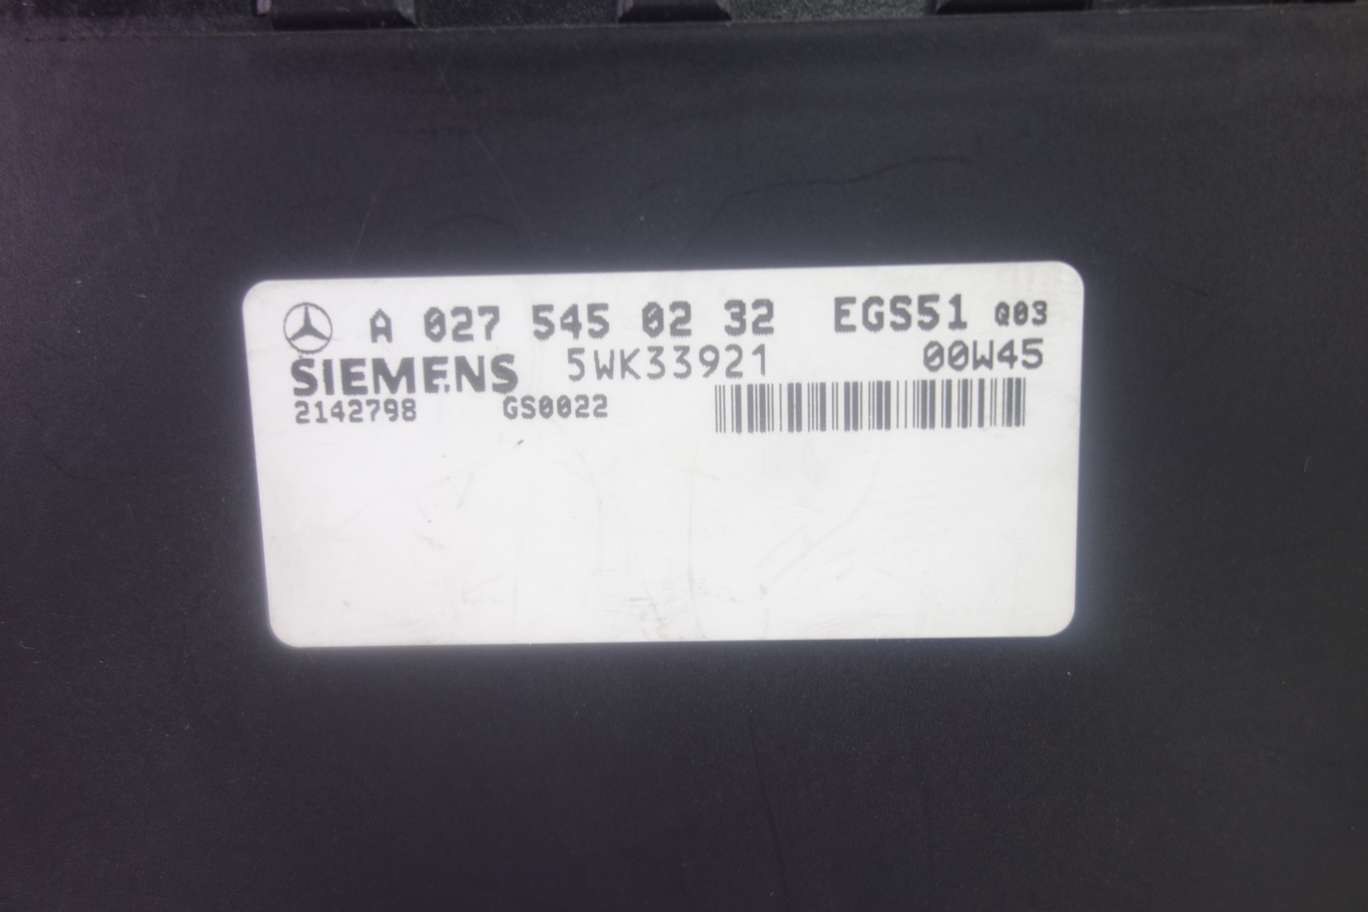 A 027 545 02 32 EGS51 Q03
SIEMENS 5WK33921 00W45
2142798 GS0022